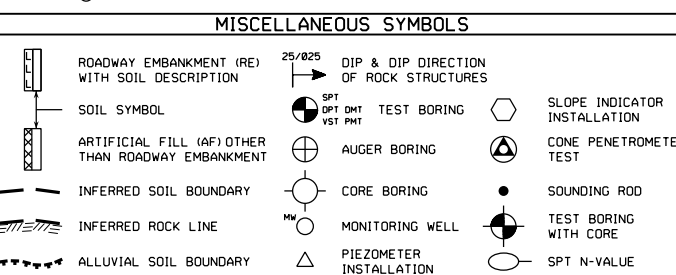 MISCELLANEOUS SYMBOLS
ROADWAY EMBANKMENT (RE)
WITH SOIL DESCRIPTION
SOIL SYMBOL
ARTIFICIAL FILL (AF) OTHER
THAN ROADWAY EMBANKMENT
INFERRED SOIL BOUNDARY
INFERRED ROCK LINE
ALLUVIAL SOIL BOUNDARY
25/025
DIP & DIP DIRECTION
OF ROCK STRUCTURES
SPT
DPT DMT
VST PMT
TEST BORING
AUGER BORING
CORE BORING
MW
MONITORING WELL
PIEZOMETER
INSTALLATION
SLOPE INDICATOR
INSTALLATION
CONE PENETROMETE
TEST
SOUNDING ROD
TEST BORING
WITH CORE
SPT N-VALUE